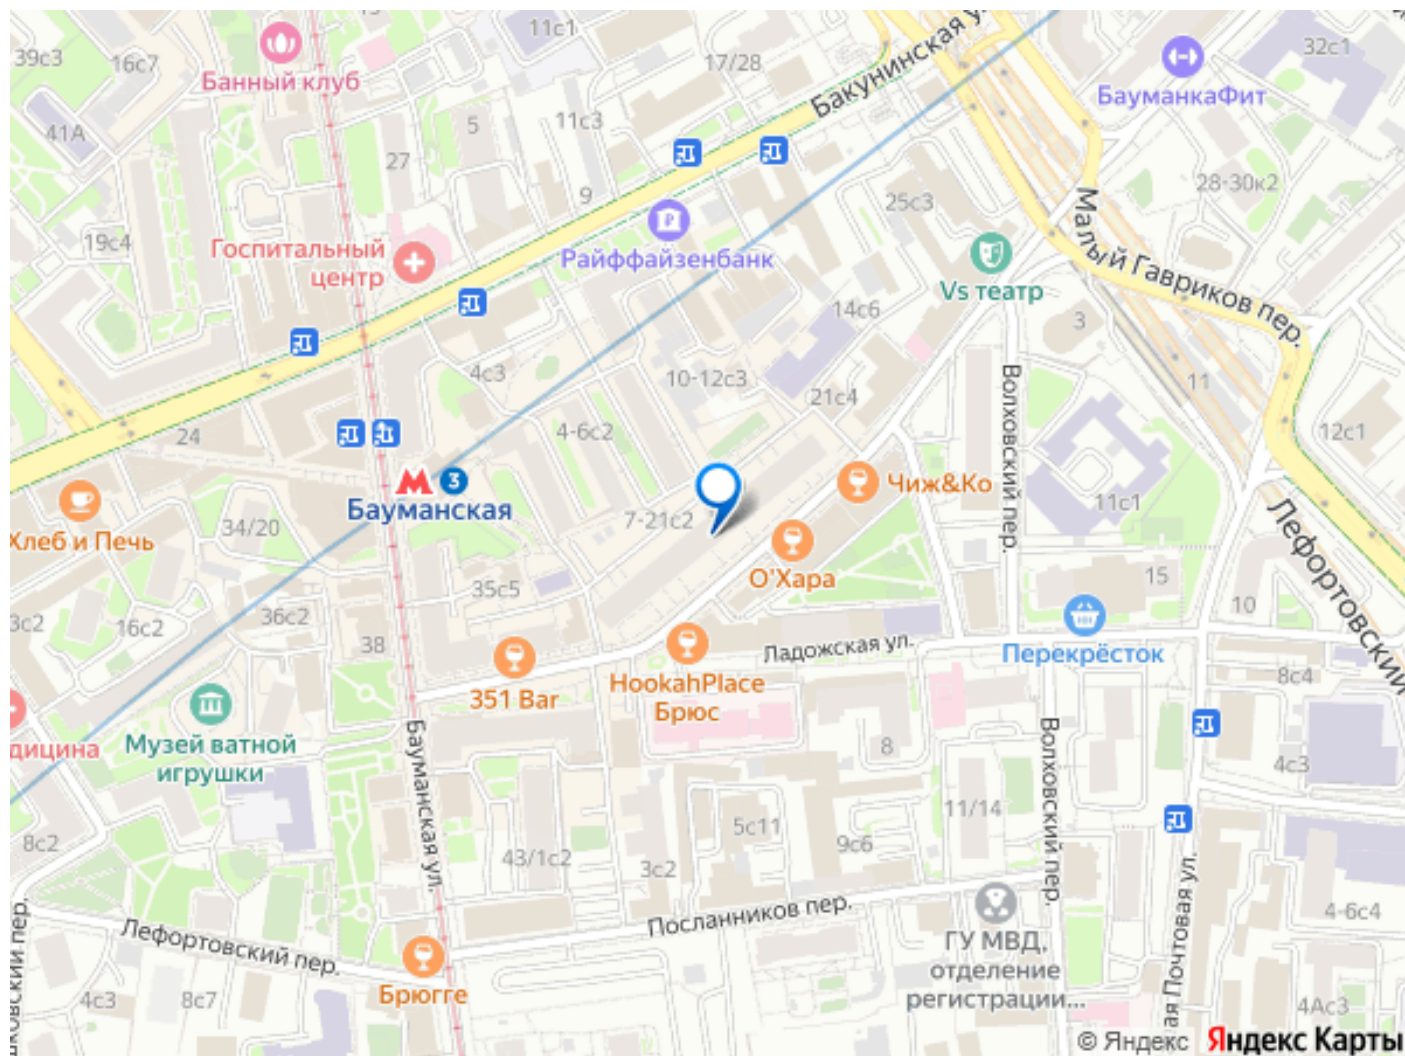 11с1
39с3
16с7
Банный клуб
17/28
Бакунинская у
32с1
БауманкаФит
41А
5
11с3
27
9
28-30к2
25с3
19с4
Госпитальный
центр
Райффайзенбанк
Малый Гавриков пер.
Vs театр
14с6
3
4с3
10-12с3
11
21с4
Волховский пер.
24
4-6с2
12с1
3
Бауманская
Чиж&Ко
11с1
34/20
7-21с2
Хлеб и Печь
Лефортовский
35с5
О'Хара
15
3с2
16с2
36с2
38
10
Ладожская ул.
Перекрёсток
8с4
351 Bar
HookahPlace
Брюс
дицина
Музей ватной
игрушки
Бауманская ул.
8
Волховский пер.
4с3
8с2
43/1с2
5с11
3с2
9с6
11/14
Посланников пер.
4-6с4
Лефортовский пер.
ковский пер.
ГУ МВД,
отделение
регистрации...
ая Почтовая ул.
4с3
8с7
Брюгге
4Ас3
© Яндекс Яндекс Карты